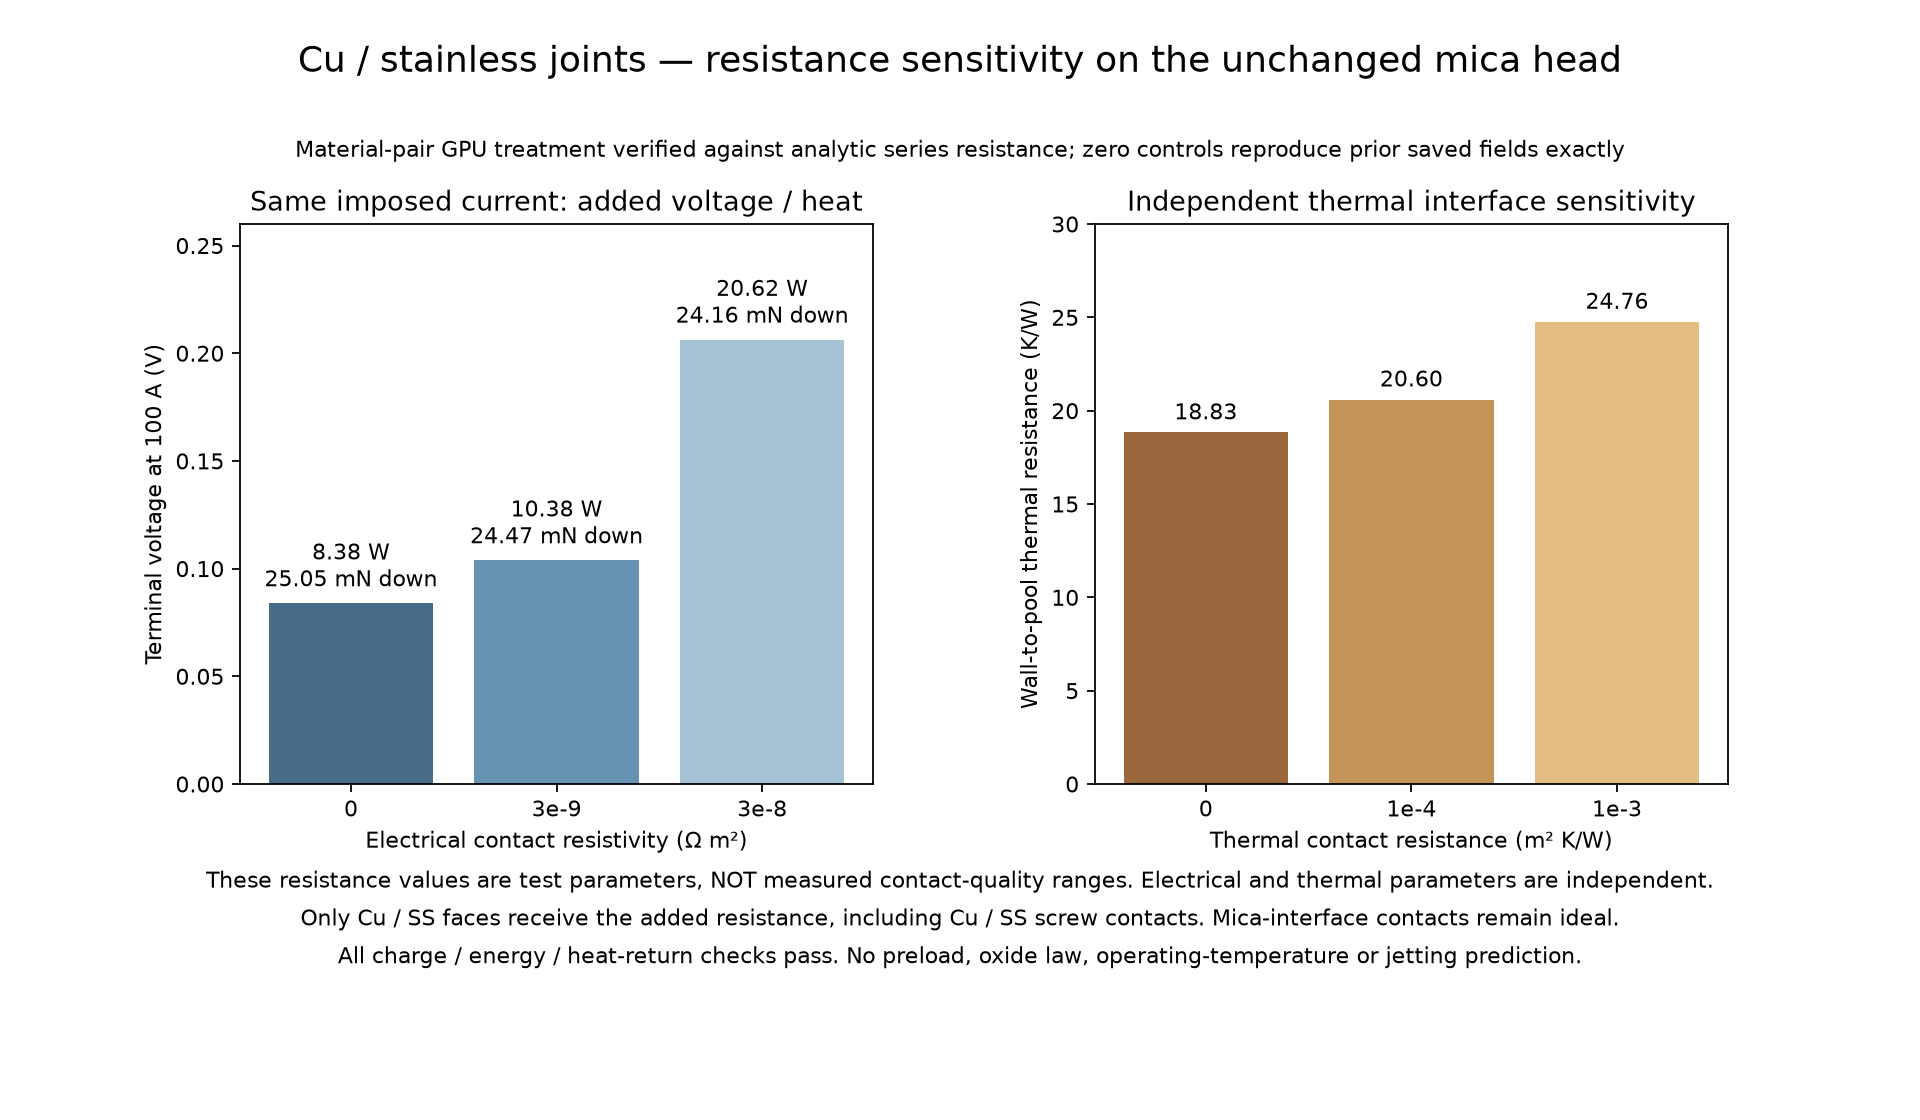 Cu / stainless joints — resistance sensitivity on the unchanged mica head
Material-pair GPU treatment verified against analytic series resistance; zero controls reproduce prior saved fields exactly
Same imposed current: added voltage / heat
Terminal voltage at 100 A (V)
0.25
0.20
0.15
0.10
0.05
0.00
8.38 W
25.05 mN down
10.38 W
24.47 mN down
20.62 W
24.16 mN down
0
3e-9
3e-8
Electrical contact resistivity (Ω m²)
Independent thermal interface sensitivity
Wall-to-pool thermal resistance (K/W)
30
25
20
15
10
5
0
18.83
20.60
24.76
0
1e-4
1e-3
Thermal contact resistance (m² K/W)
These resistance values are test parameters, NOT measured contact-quality ranges. Electrical and thermal parameters are independent.
Only Cu / SS faces receive the added resistance, including Cu / SS screw contacts. Mica-interface contacts remain ideal.
All charge / energy / heat-return checks pass. No preload, oxide law, operating-temperature or jetting prediction.